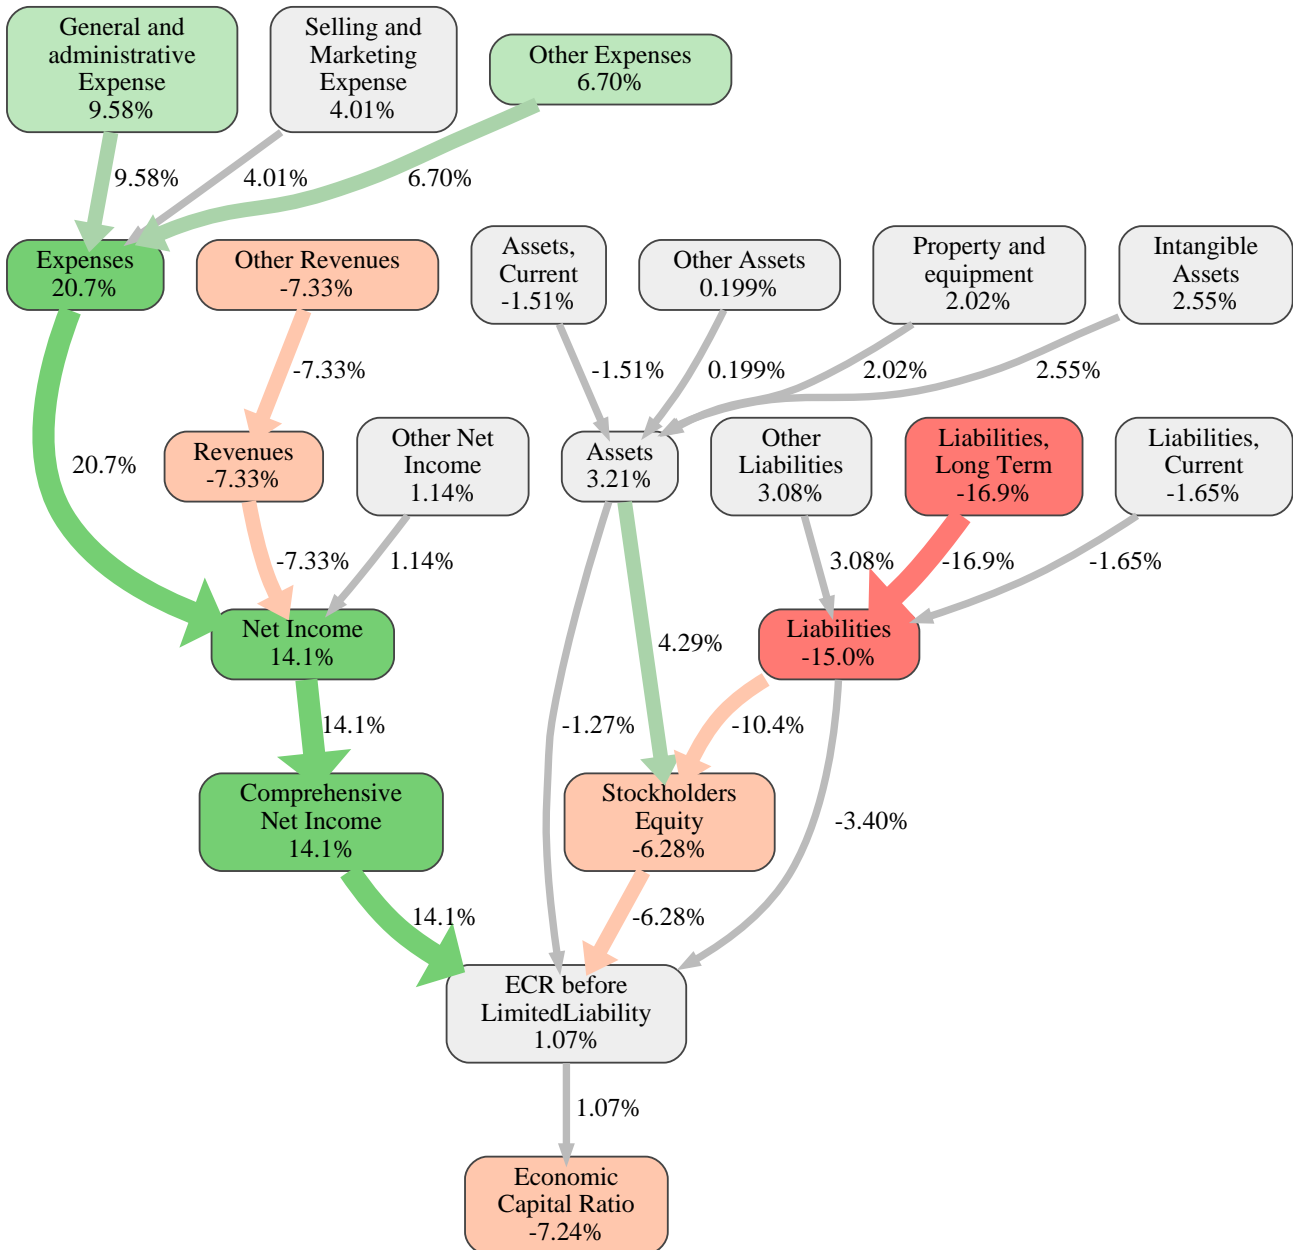 General and
administrative
Expense
9.58%
Selling and
Marketing
Expense
4.01%
Other Expenses
6.70%
9.58%
4.01%
6.70%
Expenses
20.7%
Other Revenues
-7.33%
Assets,
Current
-1.51%
Other Assets
0.199%
Property and
equipment
2.02%
Intangible
Assets
2.55%
-7.33%
-1.51%
0.199%
2.02%
2.55%
20.7%
Revenues
-7.33%
Other Net
Income
1.14%
Assets
3.21%
Other
Liabilities
3.08%
Liabilities,
Long Term
-16.9%
Liabilities,
Current
-1.65%
-7.33%
1.14%
3.08%
-16.9%
-1.65%
Net Income
14.1%
4.29%
Liabilities
-15.0%
14.1%
-1.27%
-10.4%
-3.40%
Comprehensive
Net Income
14.1%
Stockholders
Equity
-6.28%
14.1%
-6.28%
ECR before
LimitedLiability
1.07%
1.07%
Economic
Capital Ratio
-7.24%